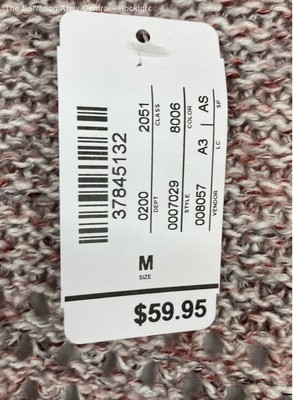 The Salvation Army Central - Rockford
37845132
0200 2051
DEPT CLASS
0007029 8006
STYLE COLOR
008057 A3 AS
VENDOR LC SP
M
SIZE
$59.95